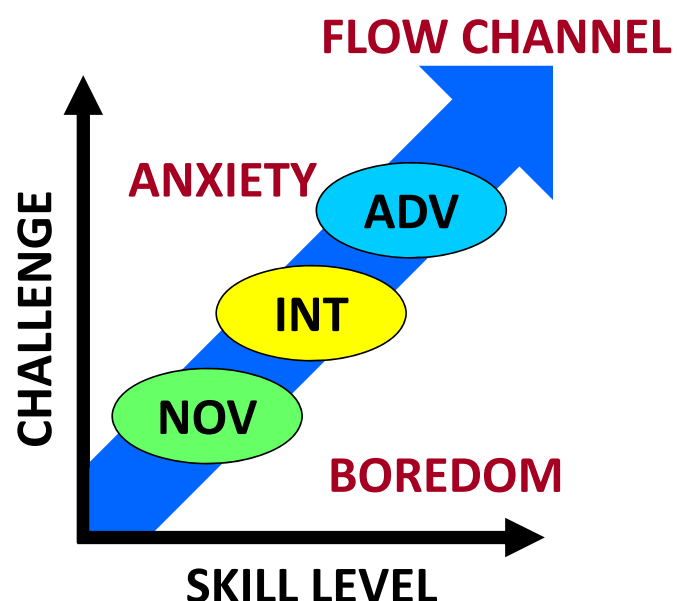 FLOW CHANNEL
ANXIETY
ADV
INT
NOV
BOREDOM
CHALLENGE
SKILL LEVEL